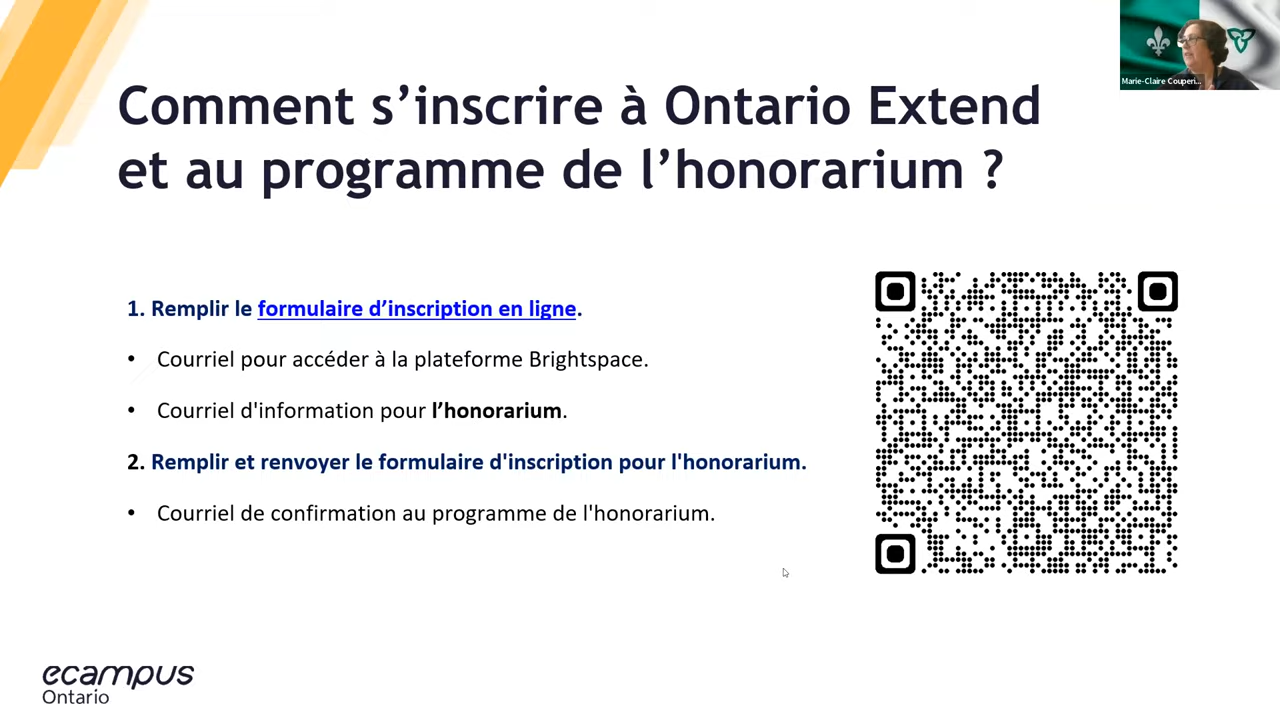 Comment s’inscrire à Ontario Extend
et au programme de l’honorarium ?
Marie-Claire Couperi...
1. Remplir le formulaire d’inscription en ligne.
• Courriel pour accéder à la plateforme Brightspace.
• Courriel d'information pour l’honorarium.
2. Remplir et renvoyer le formulaire d'inscription pour l'honorarium.
• Courriel de confirmation au programme de l'honorarium.
ecampus
Ontario